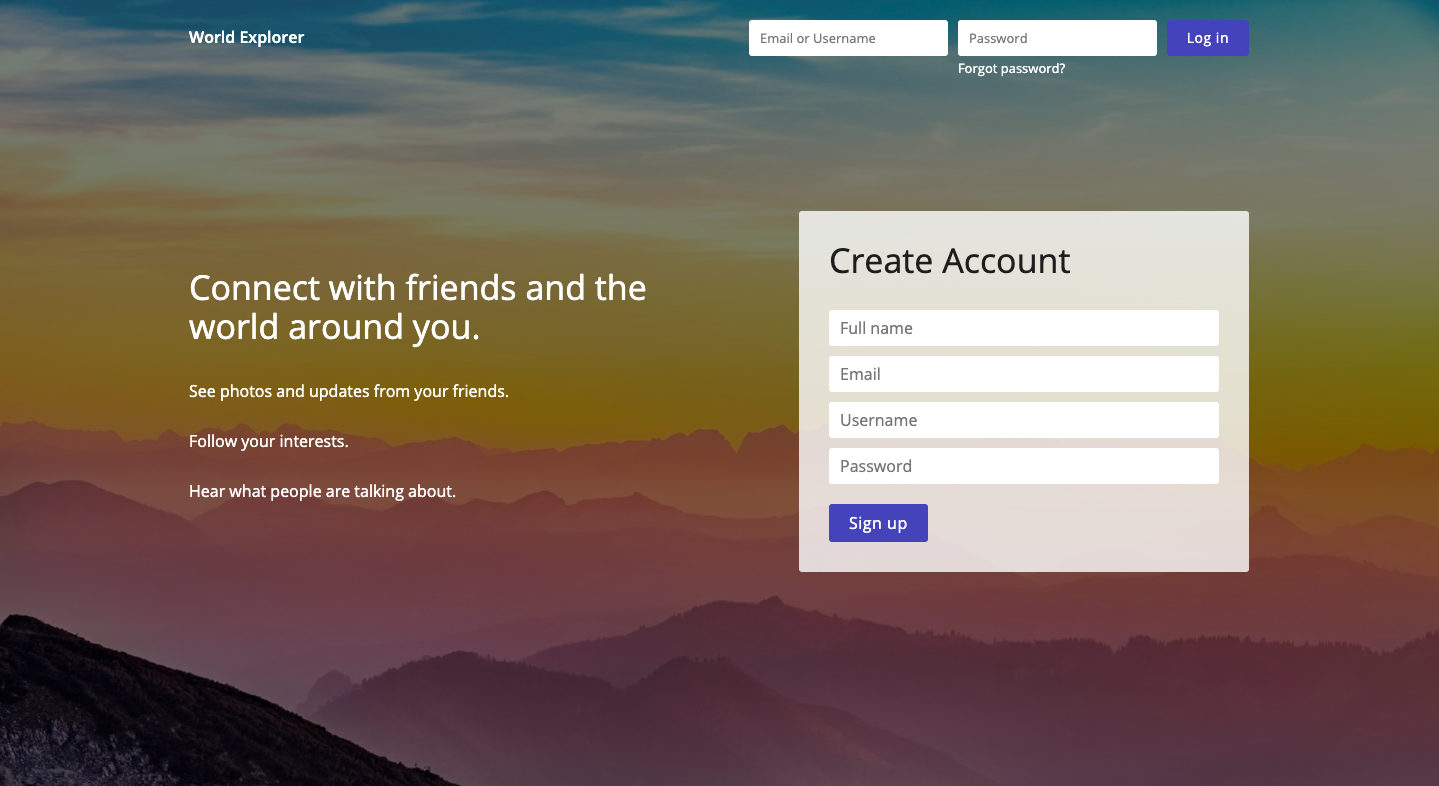 World Explorer
Email or Username
Password
Log in
Forgot password?
Connect with friends and the
world around you.
See photos and updates from your friends.
Follow your interests.
Hear what people are talking about.
Create Account
Full name
Email
Username
Password
Sign up